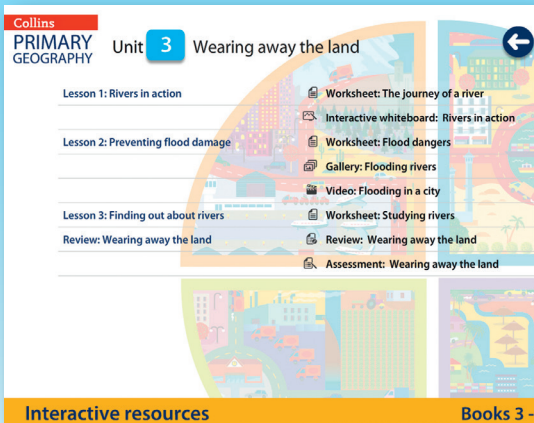 Collins
PRIMARY
GEOGRAPHY
Unit 3 Wearing away the land
Lesson 1: Rivers in action
Worksheet: The journey of a river
Interactive whiteboard: Rivers in action
Lesson 2: Preventing flood damage
Worksheet: Flood dangers
Gallery: Flooding rivers
Video: Flooding in a city
Lesson 3: Finding out about rivers
Worksheet: Studying rivers
Review: Wearing away the land
Review: Wearing away the land
Assessment: Wearing away the land
Interactive resources
Books 3 -